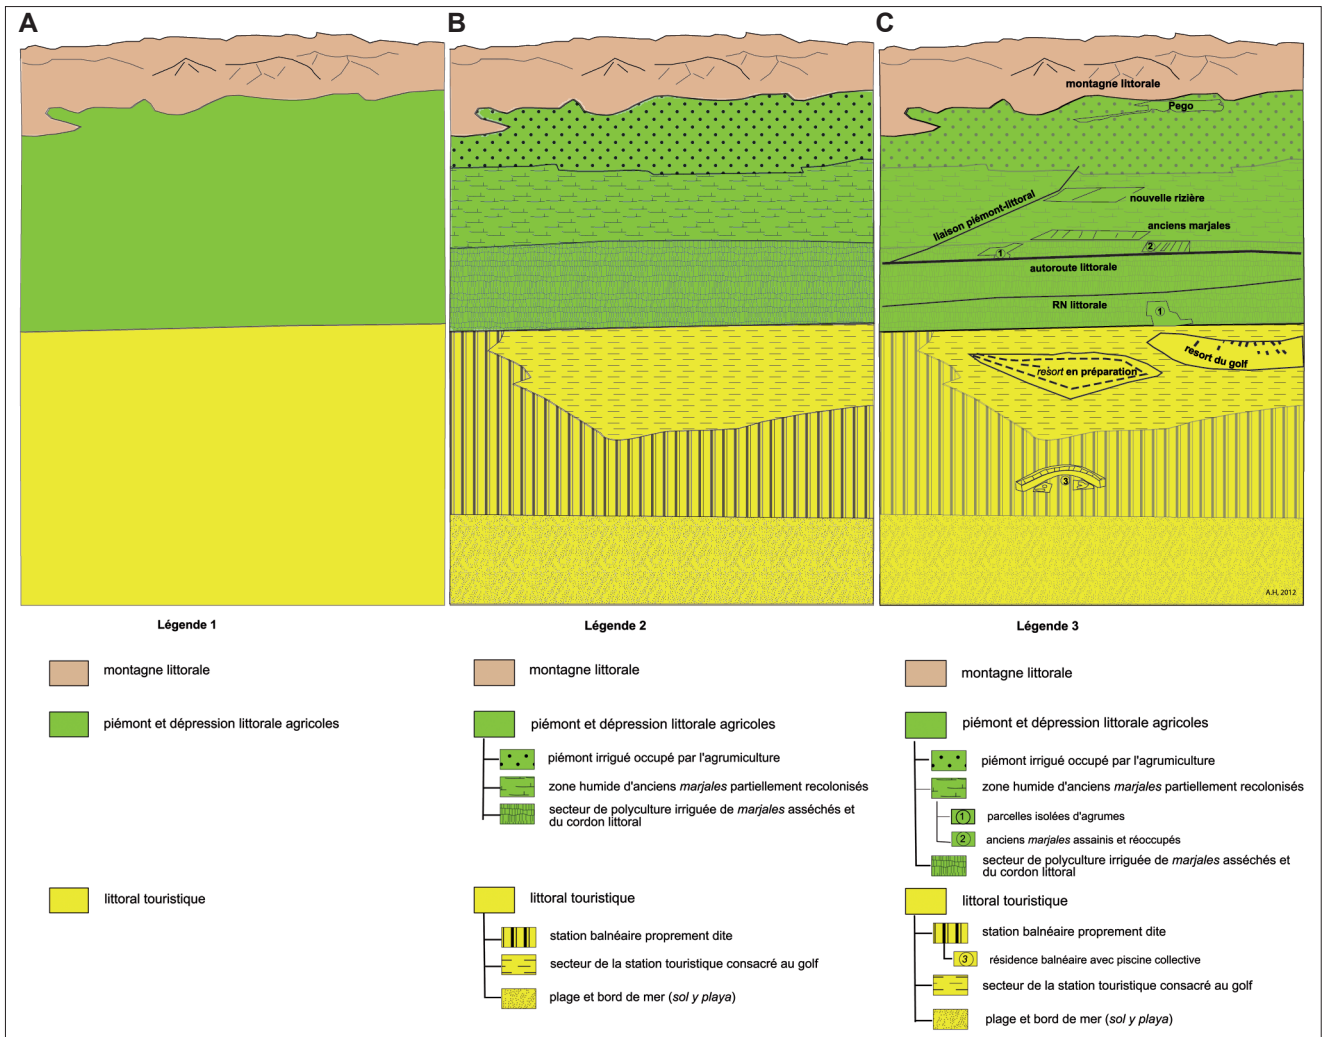 A
B
C
montagne littorale
Pego
liaison piémont-littoral
nouvelle rizière
anciens marjales
1
2
autoroute littorale
RN littorale
1
resort du golf
resort en préparation
3
A.H, 2012
Légende 1
montagne littorale
piémont et dépression littorale agricoles
littoral touristique
Légende 2
montagne littorale
piémont et dépression littorale agricoles
piémont irrigué occupé par l'agrumiculture
zone humide d'anciens marjales partiellement recolonisés
secteur de polyculture irriguée de marjales asséchés et
du cordon littoral
littoral touristique
station balnéaire proprement dite
secteur de la station touristique consacré au golf
plage et bord de mer (sol y playa)
Légende 3
montagne littorale
piémont et dépression littorale agricoles
piémont irrigué occupé par l'agrumiculture
zone humide d'anciens marjales partiellement recolonisés
1 parcelles isolées d'agrumes
2 anciens marjales assainis et réoccupés
secteur de polyculture irriguée de marjales asséchés et
du cordon littoral
littoral touristique
station balnéaire proprement dite
3 résidence balnéaire avec piscine collective
secteur de la station touristique consacré au golf
plage et bord de mer (sol y playa)